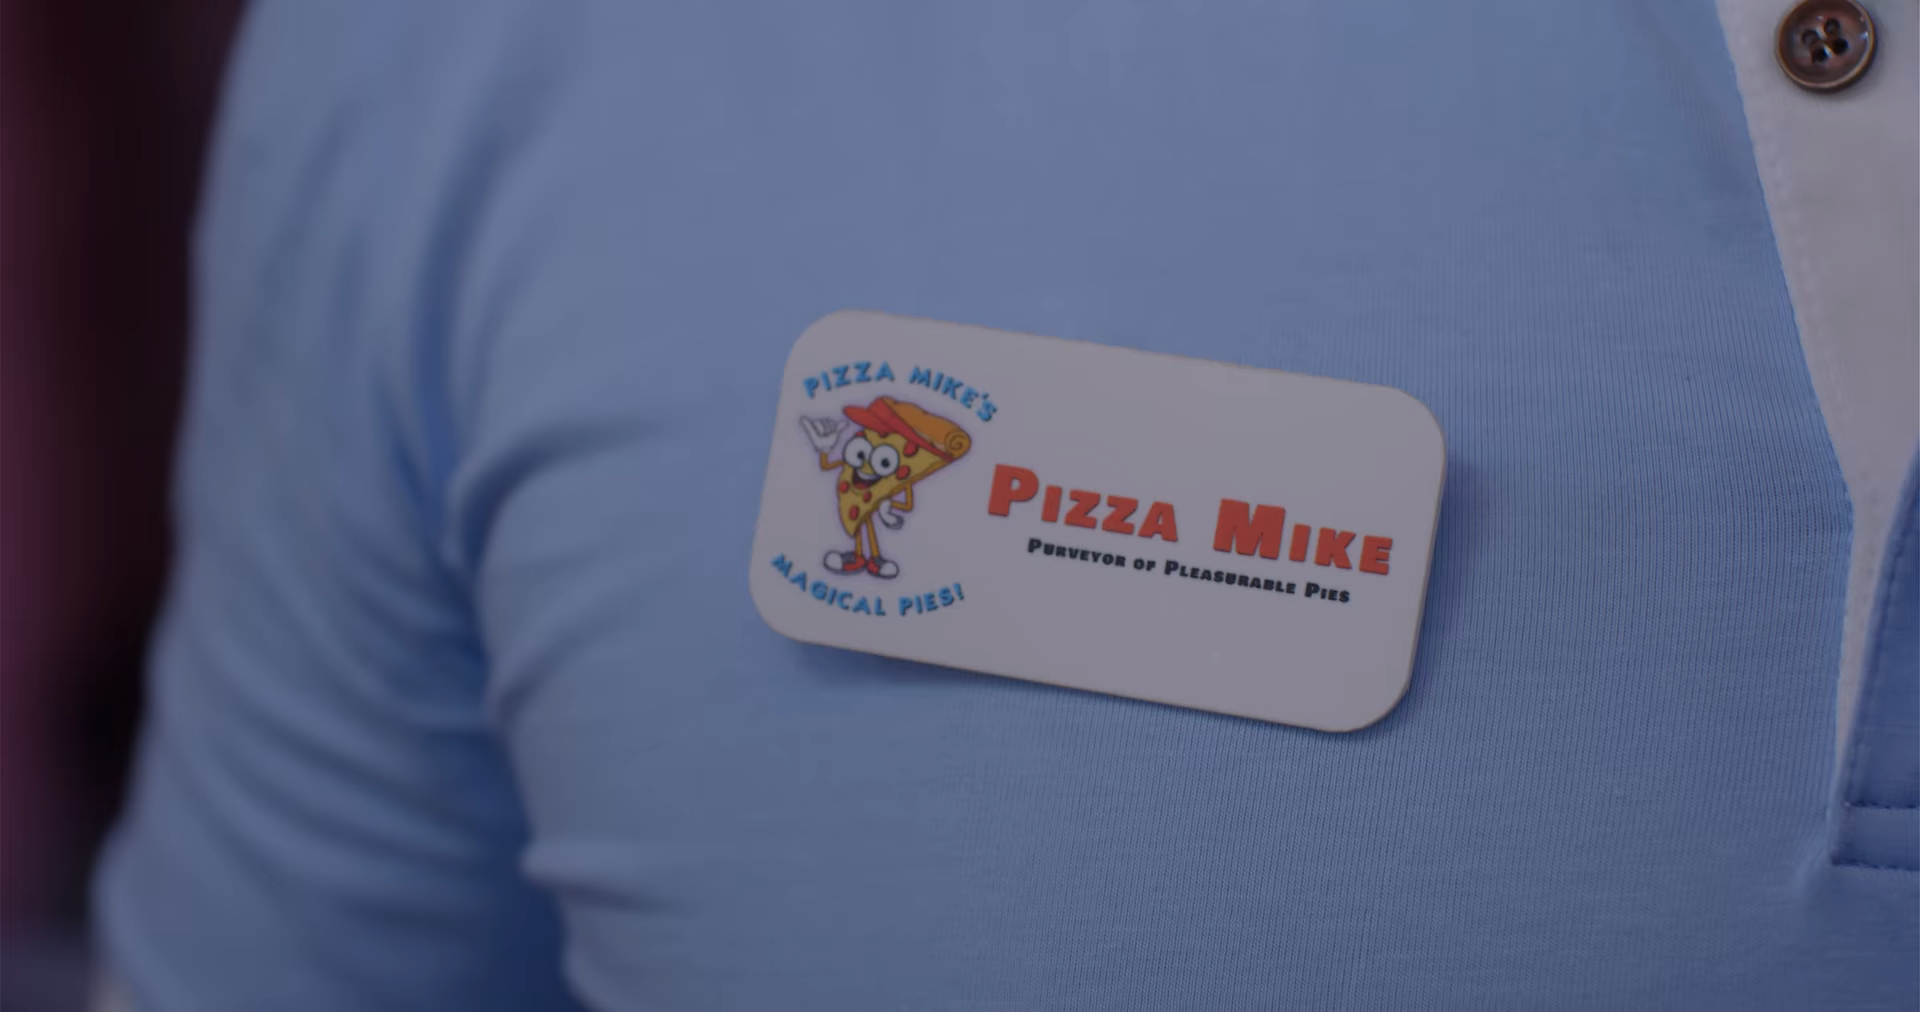 PIZZA MIKE'S
MAGICAL PIES!
PIZZA MIKE
PURVEYOR OF PLEASURABLE PIES